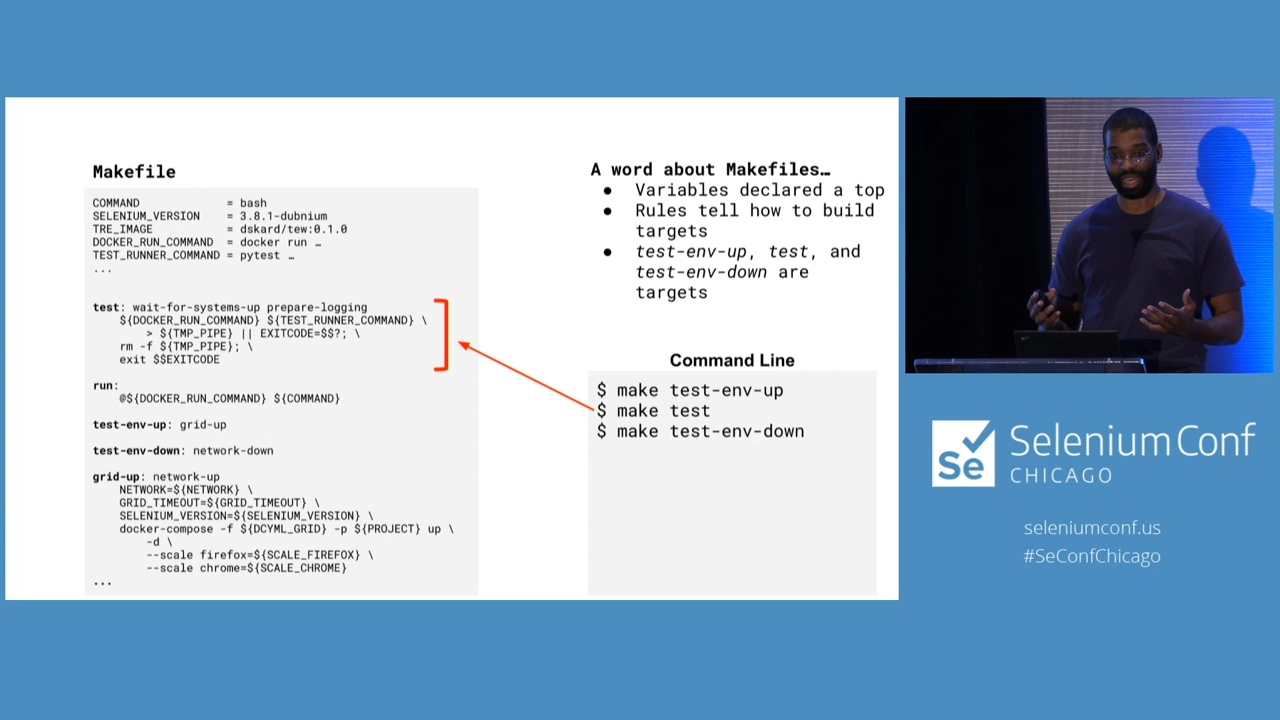 Makefile
COMMAND = bash
SELENIUM_VERSION = 3.8.1-dubnium
TRE_IMAGE = dskard/tew:0.1.0
DOCKER_RUN_COMMAND = docker run …
TEST_RUNNER_COMMAND = pytest …
...
test: wait-for-systems-up prepare-logging
${DOCKER_RUN_COMMAND} ${TEST_RUNNER_COMMAND} \
> ${TMP_PIPE} || EXITCODE=$$?; \
rm -f ${TMP_PIPE}; \
exit $$EXITCODE
run:
@${DOCKER_RUN_COMMAND} ${COMMAND}
test-env-up: grid-up
test-env-down: network-down
grid-up: network-up
NETWORK=${NETWORK} \
GRID_TIMEOUT=${GRID_TIMEOUT} \
SELENIUM_VERSION=${SELENIUM_VERSION} \
docker-compose -f ${DCYML_GRID} -p ${PROJECT} up \
-d \
--scale firefox=${SCALE_FIREFOX} \
--scale chrome=${SCALE_CHROME}
...
A word about Makefiles…
● Variables declared a top
● Rules tell how to build
targets
● test-env-up, test, and
test-env-down are
targets
Command Line
$ make test-env-up
$ make test
$ make test-env-down
Se
SeleniumConf
CHICAGO
seleniumconf.us
#SeConfChicago